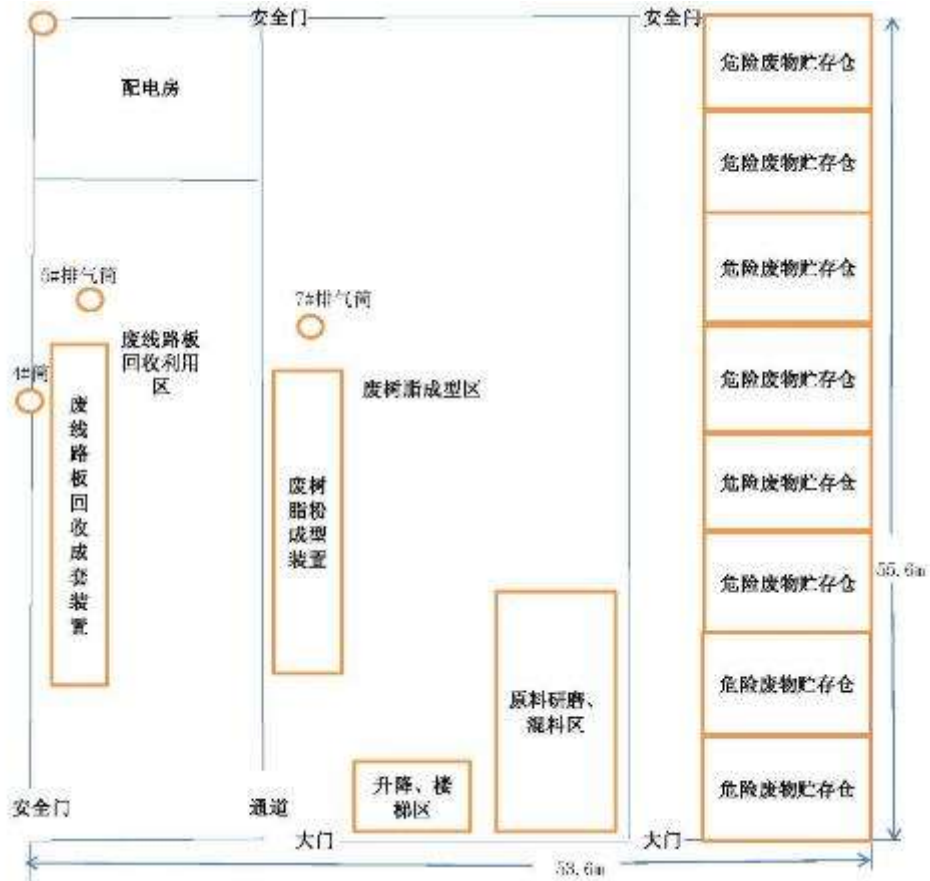 安全门
安全门
危险废物贮存仓
配电房
危险废物贮存仓
危险废物贮存仓
5#排气筒
7#排气筒
废线路板
回收利用
区
危险废物贮存仓
4#筒
废树脂成型区
废线路板回收成套装置
废树
脂粉
成型
装置
危险废物贮存仓
危险废物贮存仓
55.6m
原料研磨、
混料区
危险废物贮存仓
升降、楼
梯区
危险废物贮存仓
安全门
通道
大门
大门
53.6m